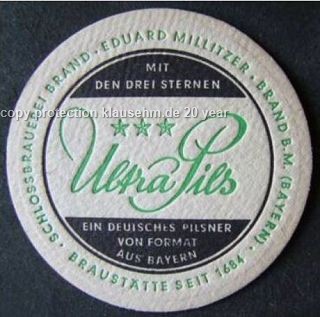 SCHLOSSBRAUEREI BRAND · EDUARD MILLITZER · BRAND B.M. (BAYERN) ·
MIT
DEN DREI STERNEN
copy protection klausehm.de 20 year
Ultra Pils
EIN DEUTSCHES PILSNER
VON FORMAT
AUS BAYERN
BRAUSTÄTTE SEIT 1684 ·